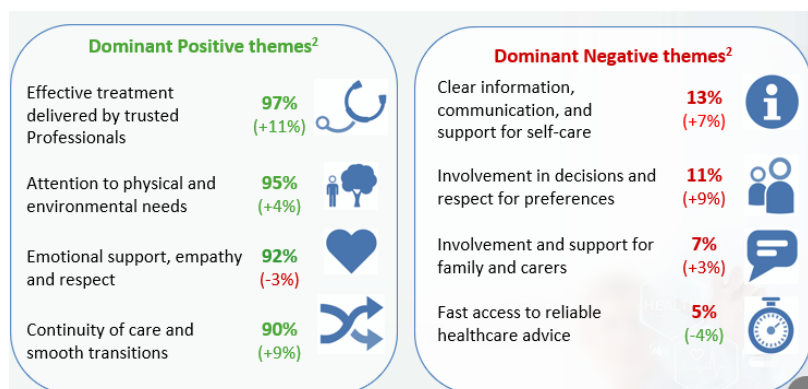 Dominant Positive themes2
Effective treatment
delivered by trusted
Professionals
97%
(+11%)
Attention to physical and
environmental needs
95%
(+4%)
Emotional support, empathy
and respect
92%
(-3%)
Continuity of care and
smooth transitions
90%
(+9%)
Dominant Negative themes2
Clear information,
communication, and
support for self-care
13%
(+7%)
Involvement in decisions and
respect for preferences
11%
(+9%)
Involvement and support for
family and carers
7%
(+3%)
Fast access to reliable
healthcare advice
5%
(-4%)